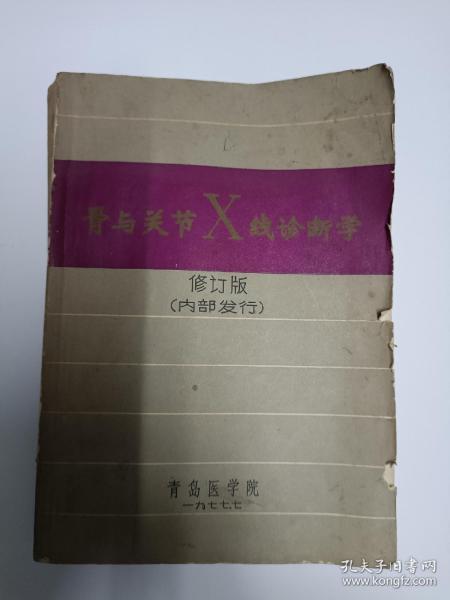 骨与关节X线诊断学
修订版
(内部发行)
青岛医学院
一九七七.七
孔夫子旧书网
www.kongfz.com